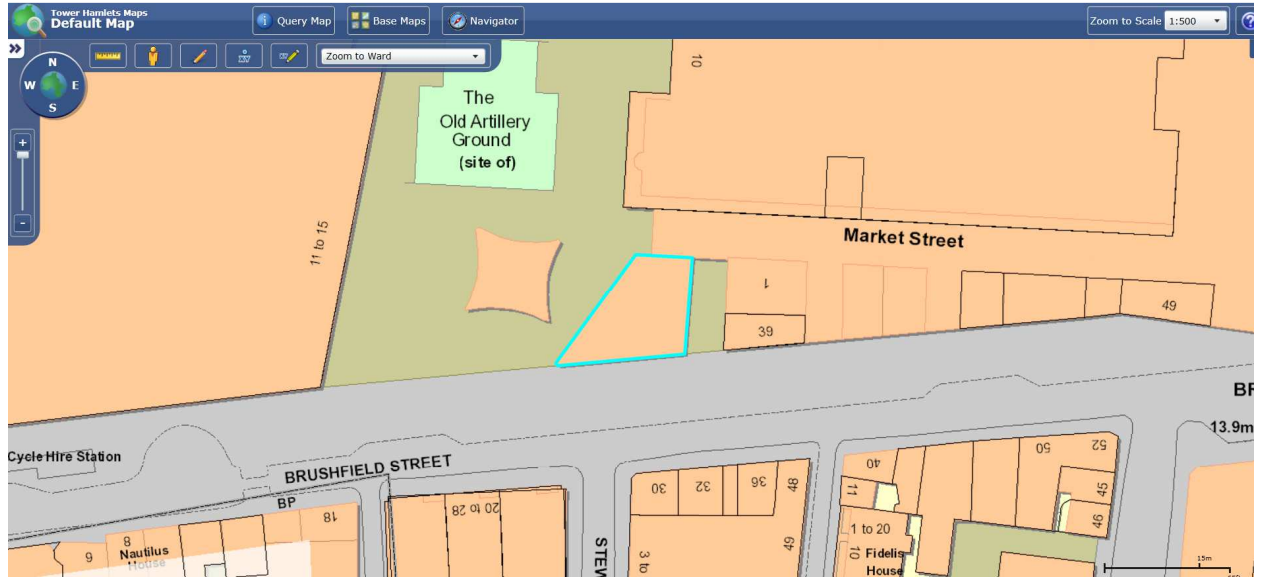 Tower Hamlets Maps
Default Map
Query Map
Base Maps
Navigator
Zoom to Scale 1:500
Zoom to Ward
N
W E
S
+
-
The
Old Artillery
Ground
(site of)
10
11 to 15
Market Street
1
39
49
13.9m
Cycle Hire Station
BRUSHFIELD STREET
BP
18
20 to 28
30
32
36
48
49
3 to
40
11
50
52
45
46
1 to 20
10
Fidelis
House
8
9
Nautilus
House
15m